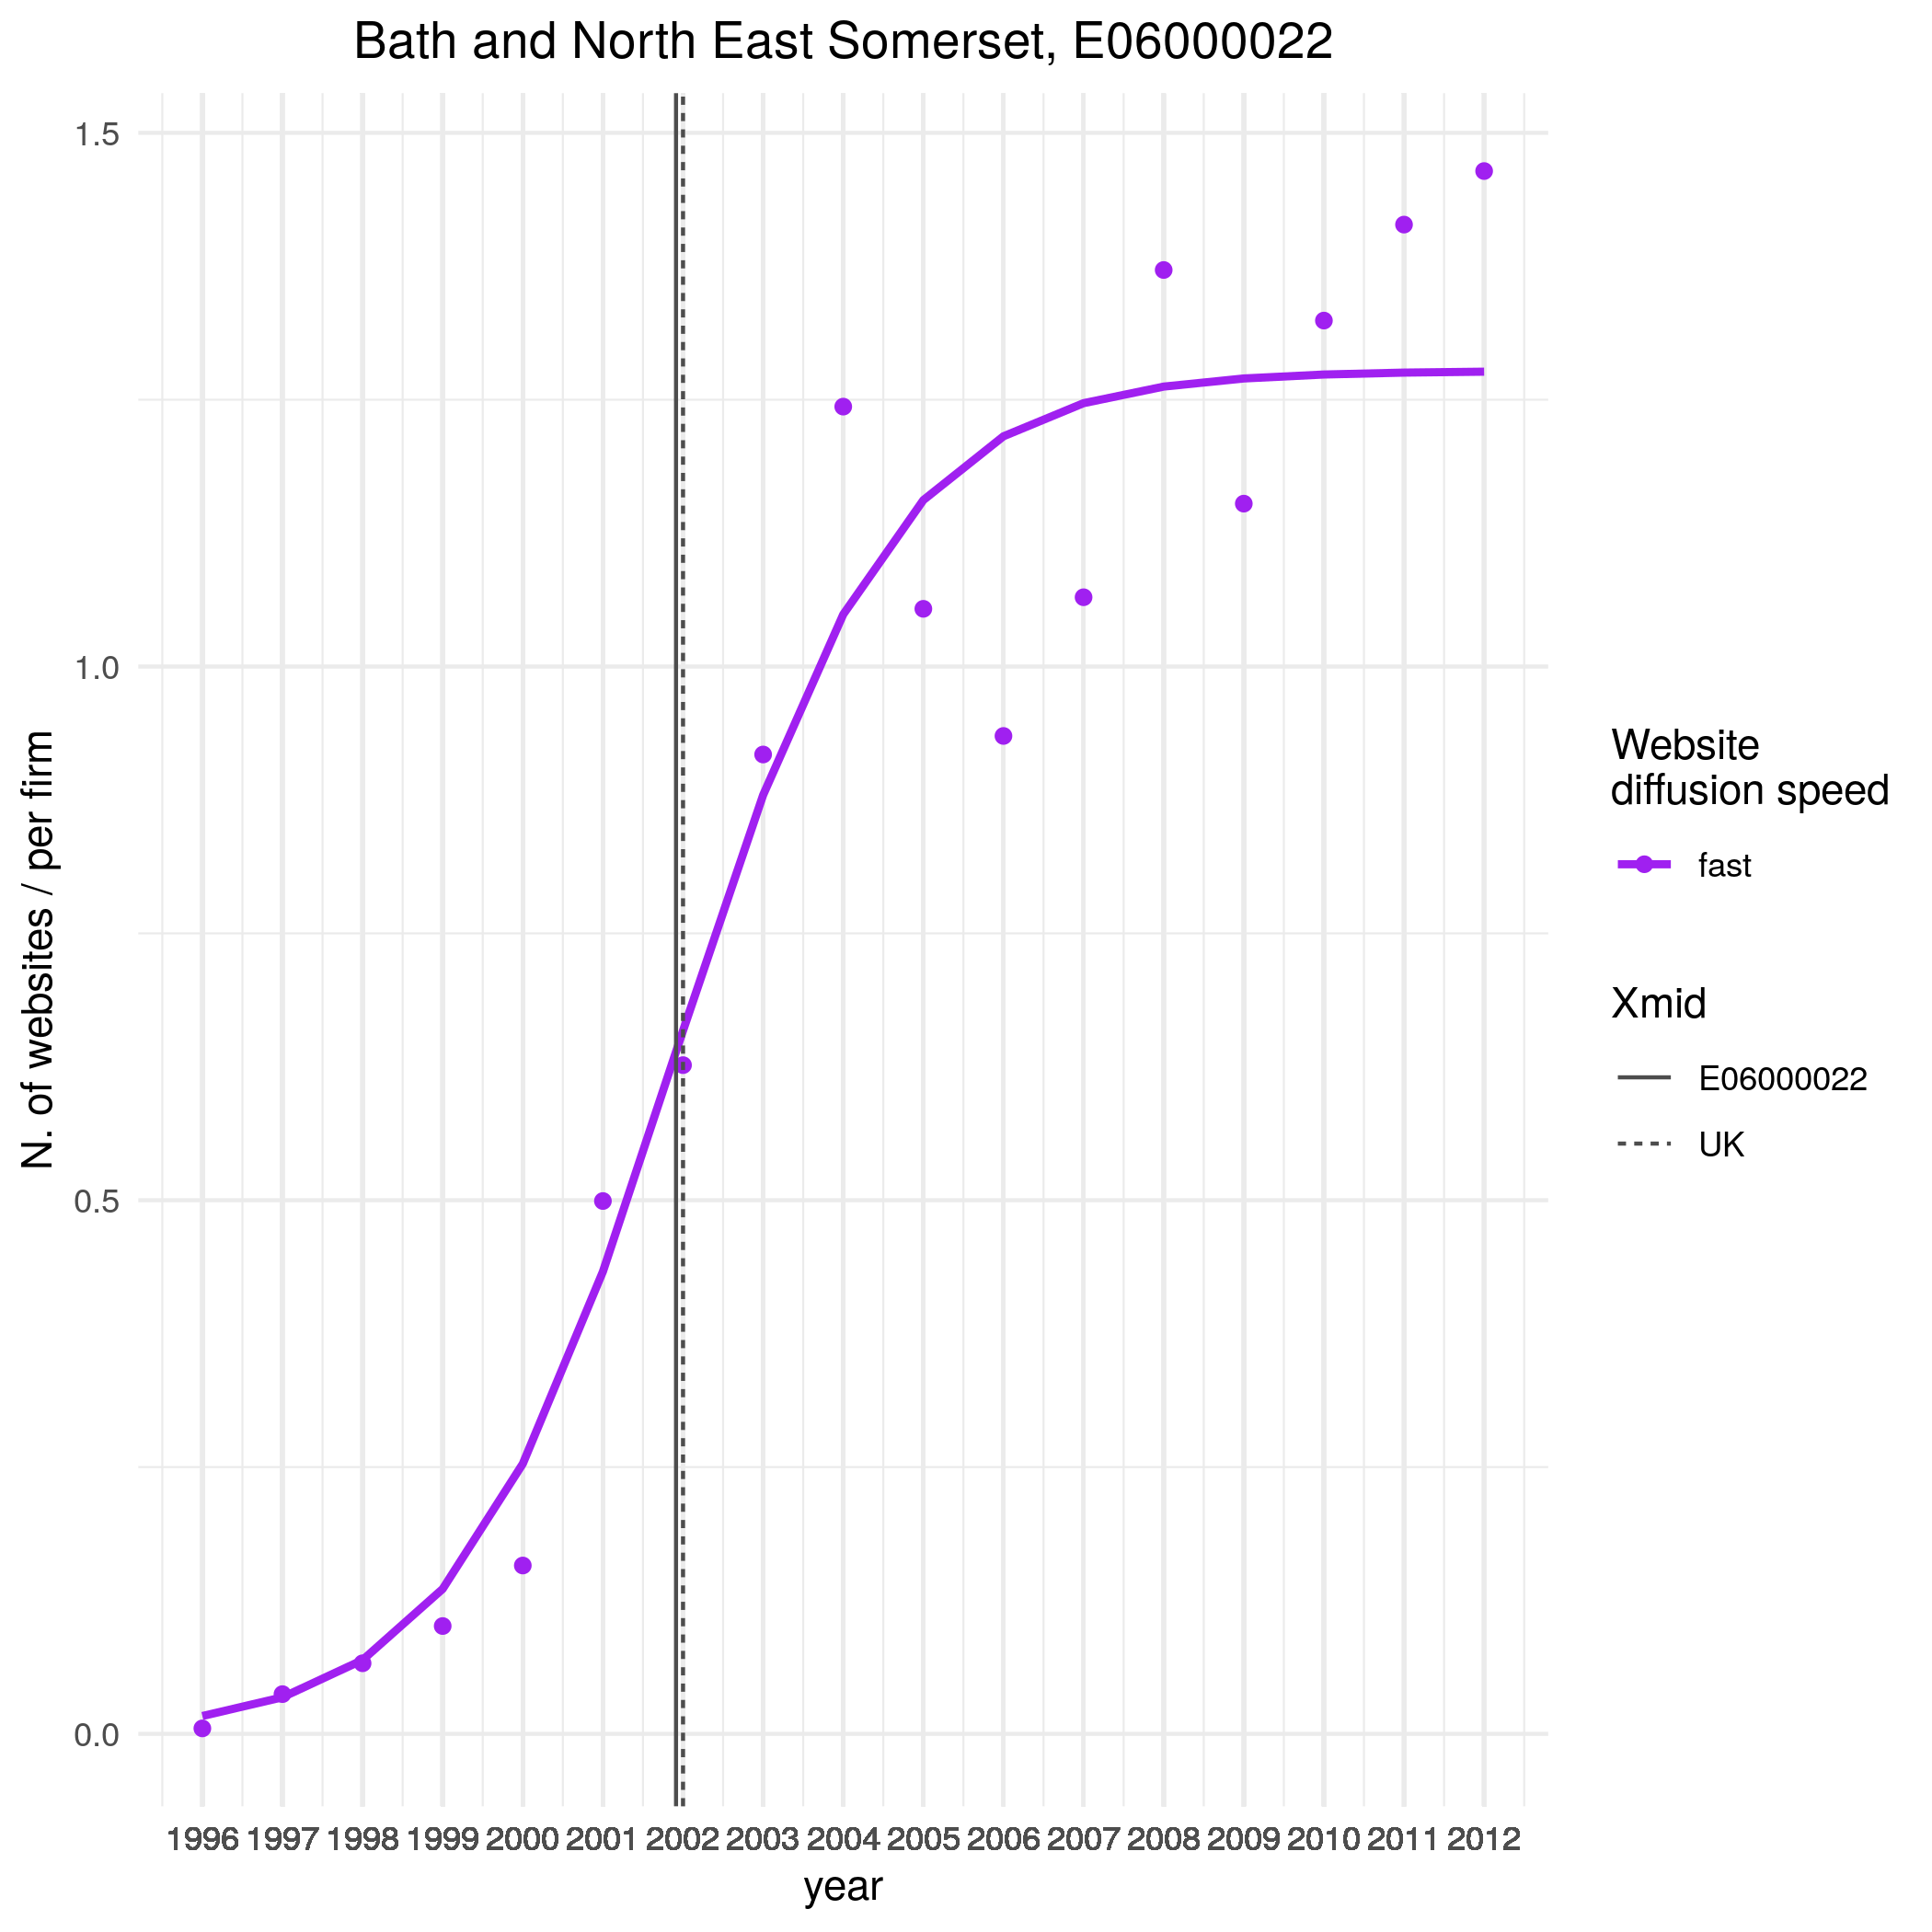 Bath and North East Somerset, E06000022
1.5
1.0
0.5
0.0
N. of websites / per firm
1996 1997 1998 1999 2000 2001 2002 2003 2004 2005 2006 2007 2008 2009 2010 2011 2012
year
Website
diffusion speed
fast
Xmid
E06000022
UK